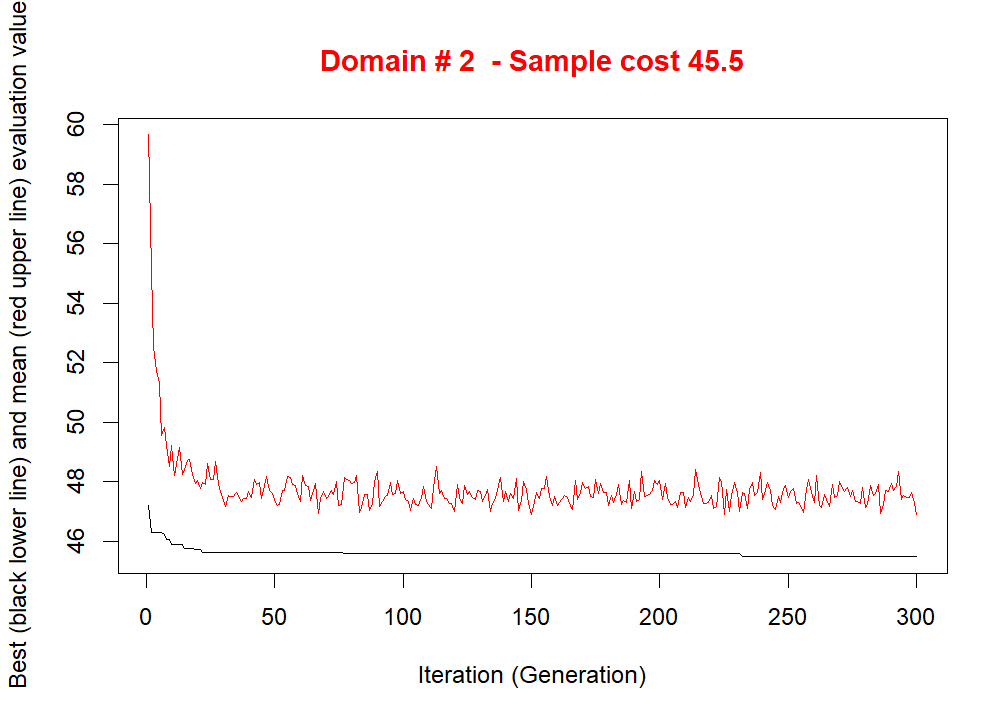 Domain # 2 - Sample cost 45.5
Best (black lower line) and mean (red upper line) evaluation value
60
58
56
54
52
50
48
46
0 50 100 150 200 250 300
Iteration (Generation)